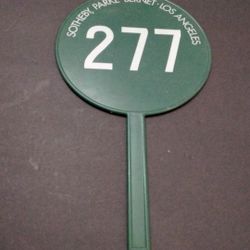 SOTHEBY PARKE BERNET · LOS ANGELES
277